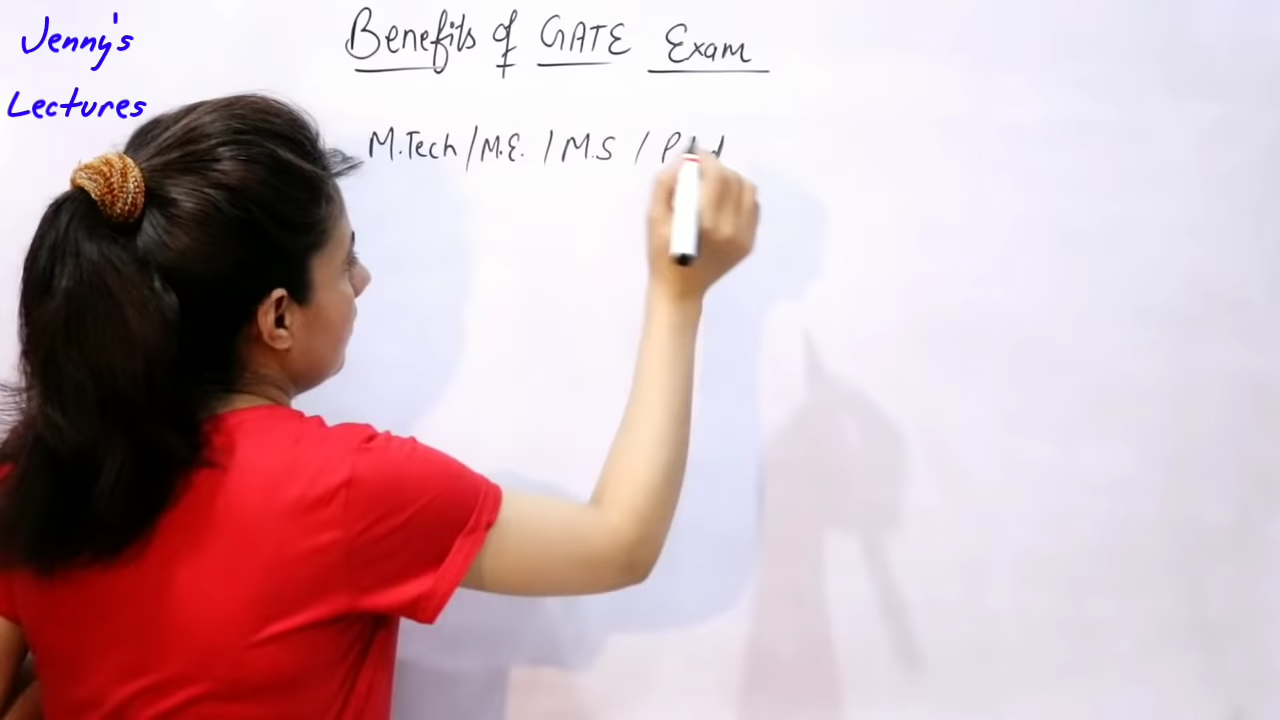 Jenny's
Lectures
Benefits of GATE Exam
M.Tech / M.E. / M.S /